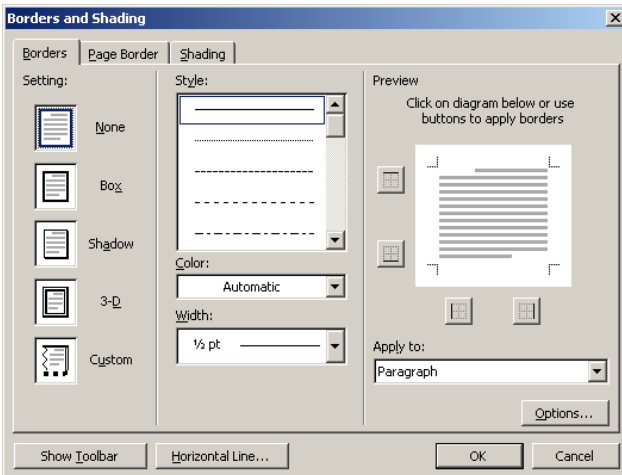 Borders and Shading
Borders
Page Border
Shading
Setting:
None
Box
Shadow
3-D
Custom
Style:
Color:
Automatic
Width:
½ pt
Preview
Click on diagram below or use
buttons to apply borders
Apply to:
Paragraph
Options...
Show Toolbar
Horizontal Line...
OK
Cancel